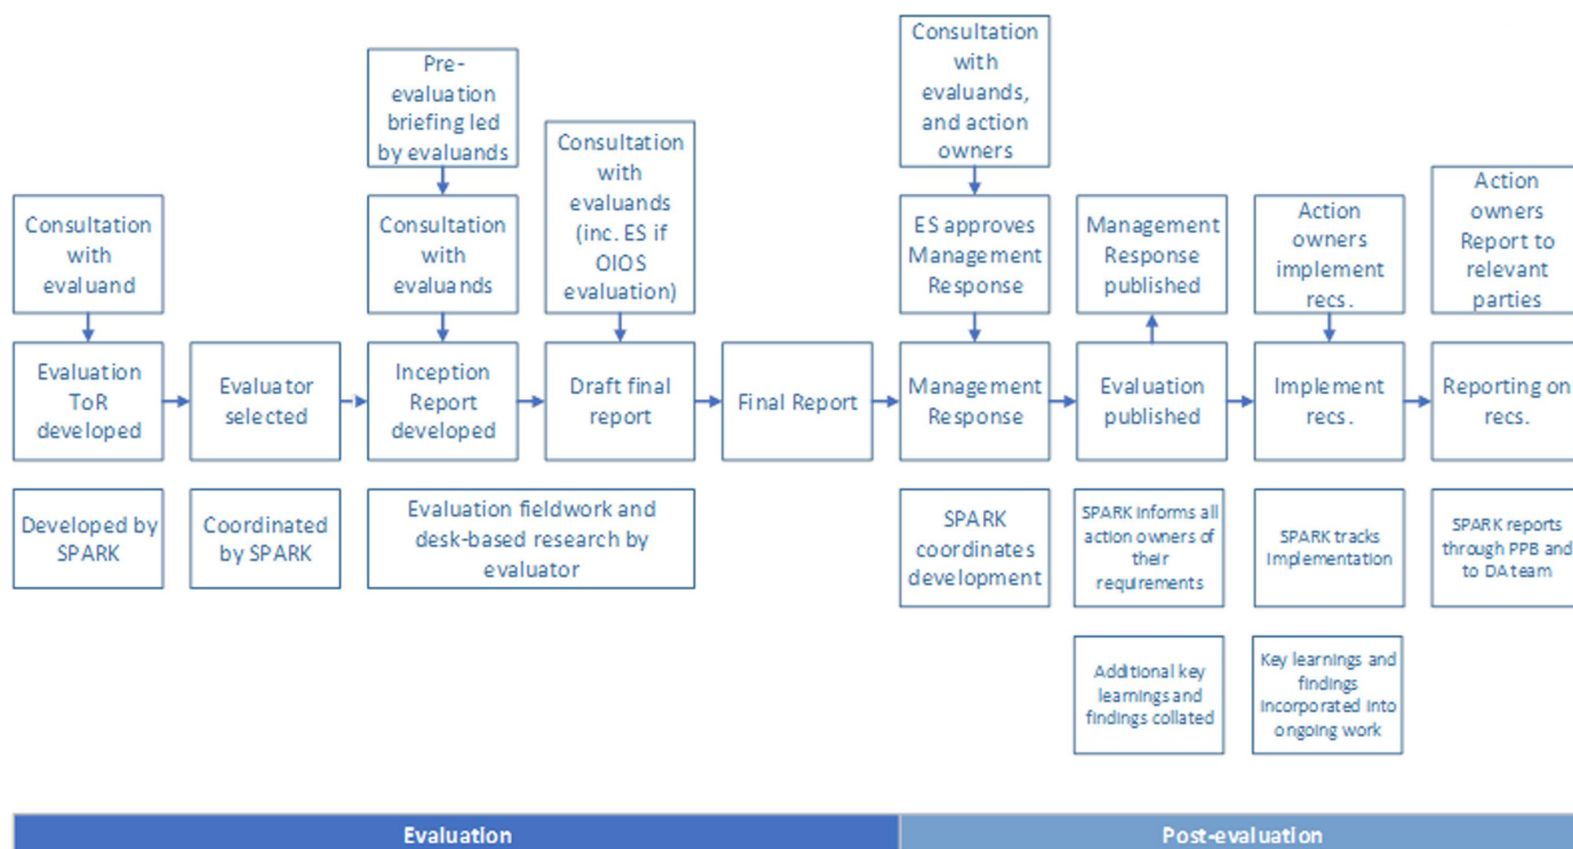 Consultation
with
evaluand
Evaluation
ToR
developed
Developed by
SPARK
Evaluator
selected
Coordinated
by SPARK
Pre-
evaluation
briefing led
by evaluands
Consultation
with
evaluands
Inception
Report
developed
Evaluation fieldwork and
desk-based research by
evaluator
Consultation
with
evaluands
(inc. ES if
OIOS
evaluation)
Draft final
report
Final Report
Consultation
with
evaluands,
and action
owners
ES approves
Management
Response
Management
Response
SPARK
coordinates
development
Management
Response
published
Evaluation
published
SPARK informs all
action owners of
their
requirements
Additional key
learnings and
findings collated
Action
owners
implement
recs.
Implement
recs.
SPARK tracks
Implementation
Key learnings and
findings
incorporated into
ongoing work
Action
owners
Report to
relevant
parties
Reporting on
recs.
SPARK reports
through PPB and
to DA team
Evaluation
Post-evaluation